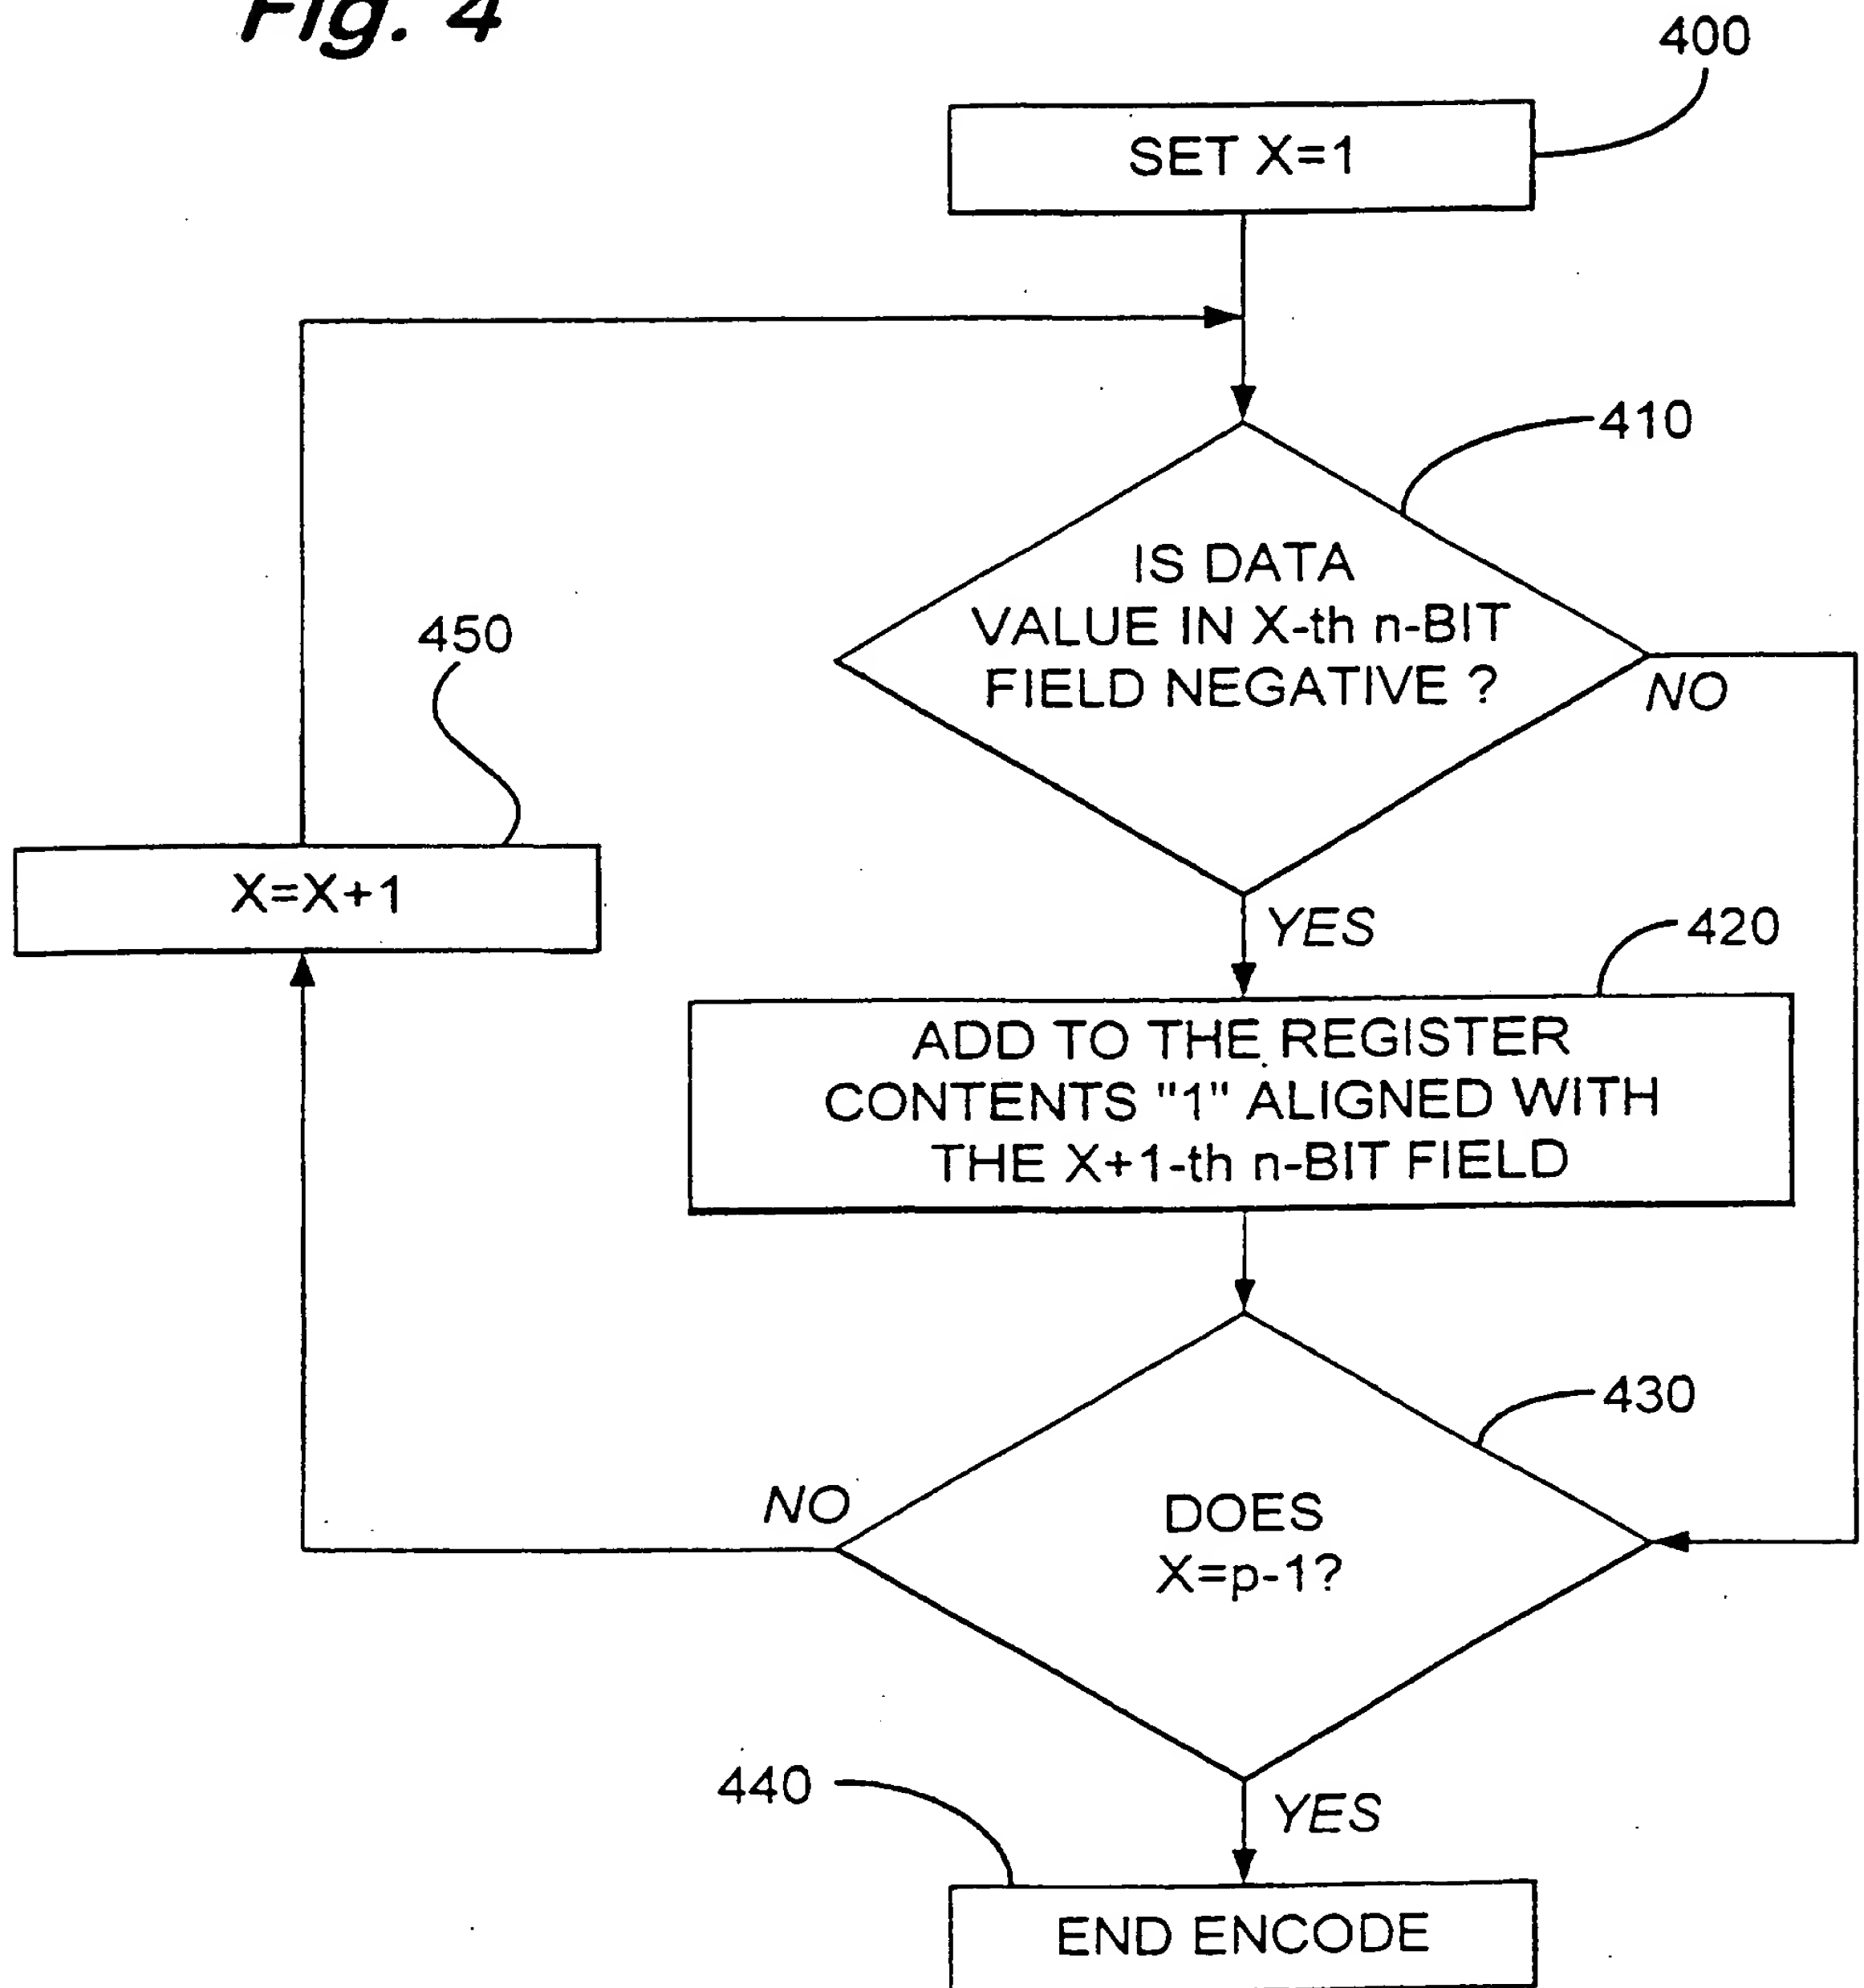 Fig. 4
400
SET X=1
410
IS DATA
VALUE IN X-th n-BIT
FIELD NEGATIVE ?
NO
450
X=X+1
YES
420
ADD TO THE REGISTER
CONTENTS "1" ALIGNED WITH
THE X+1-th n-BIT FIELD
430
NO
DOES
X=p-1?
440
YES
END ENCODE